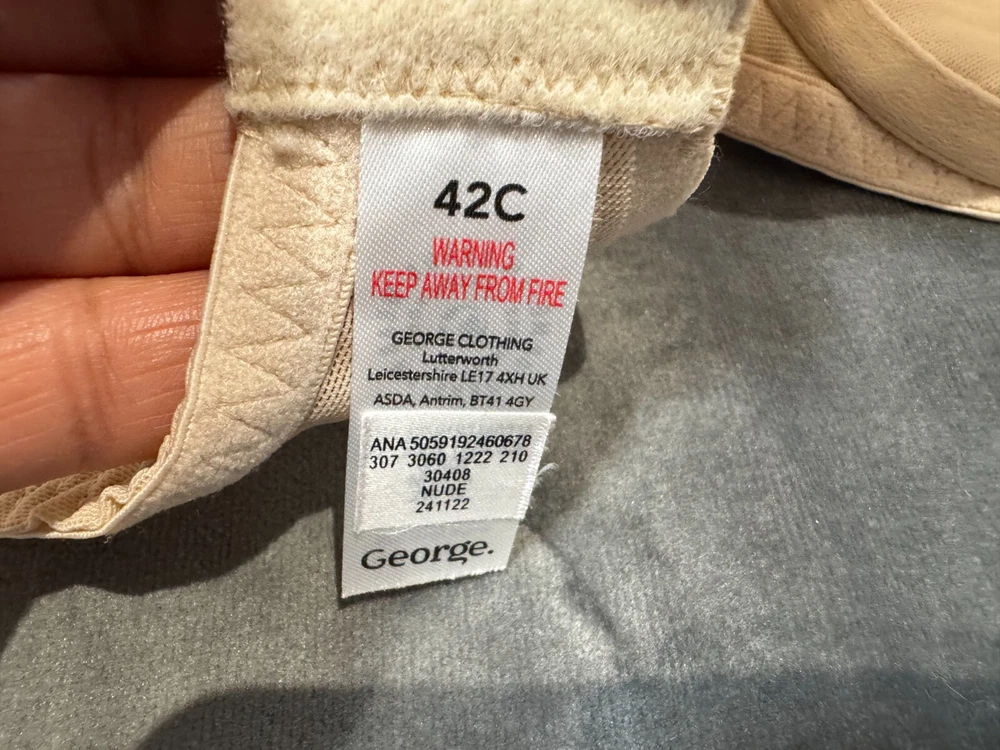 42C
WARNING
KEEP AWAY FROM FIRE
GEORGE CLOTHING
Lutterworth
Leicestershire LE17 4XH UK
ASDA, Antrim, BT41 4GY
ANA 5059192460678
307 3060 1222 210
30408
NUDE
241122
George.